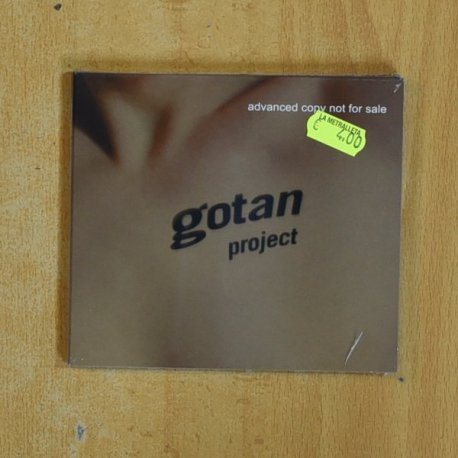 advanced copy not for sale
LA METRALLETA
€ 4,00
gotan
project